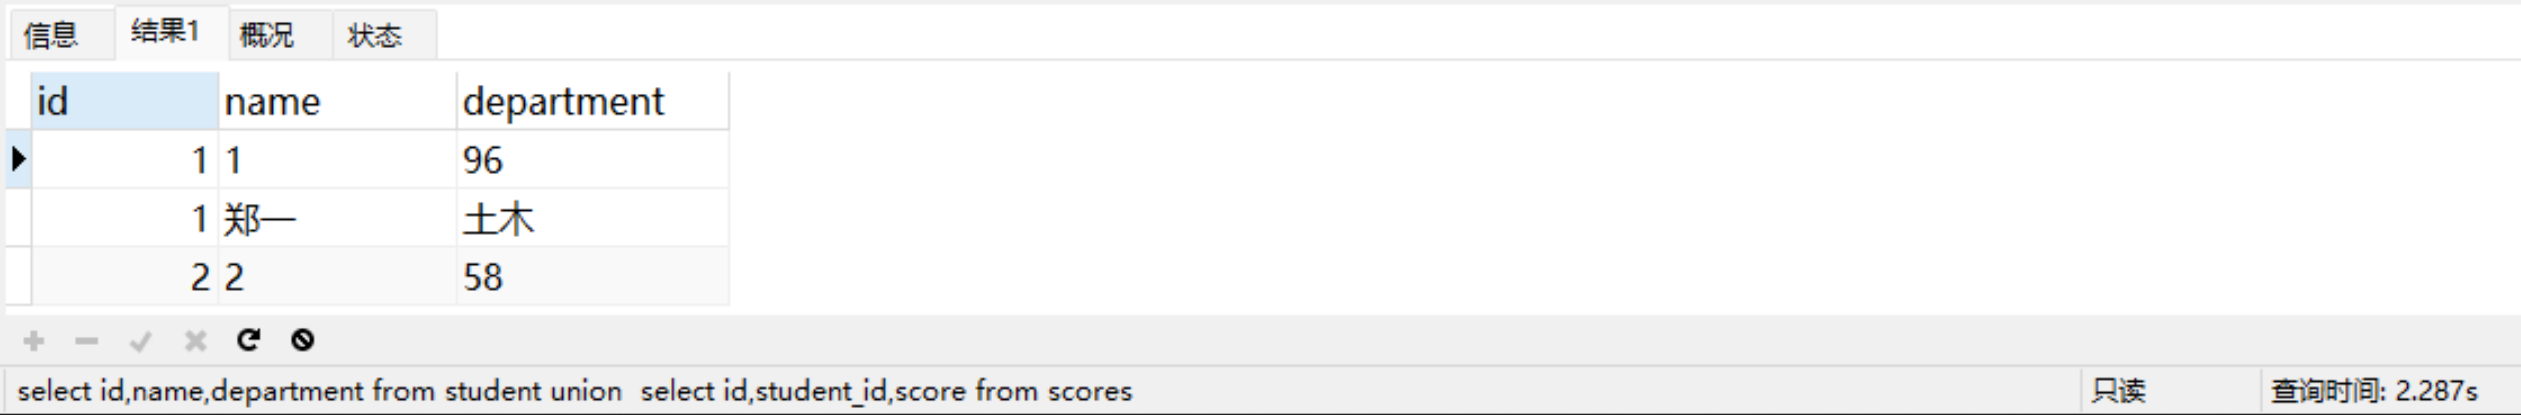 信息 结果1 概况 状态
id name department
1 1 96
1 郑一 土木
2 2 58
select id,name,department from student union  select id,student_id,score from scores 只读 查询时间: 2.287s